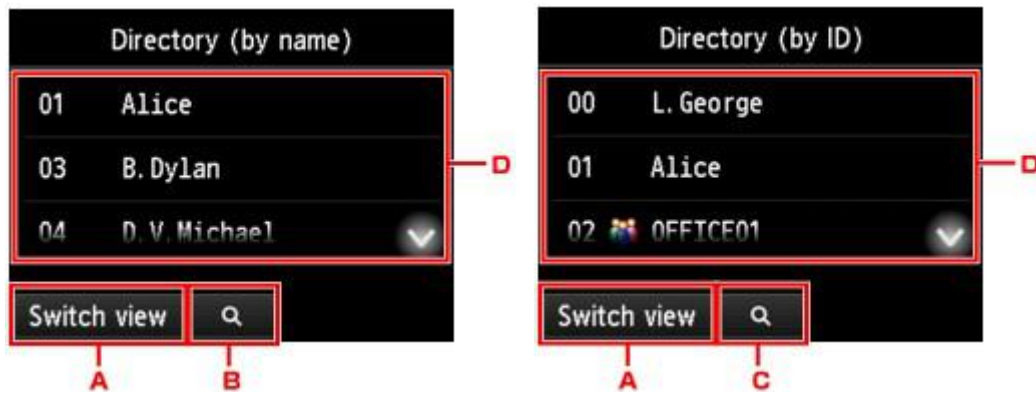 Directory (by name)
01 Alice
03 B.Dylan
04 D.V.Michael
D
Switch view
A
B
Directory (by ID)
00 L.George
01 Alice
02 OFFICE01
D
Switch view
A
C